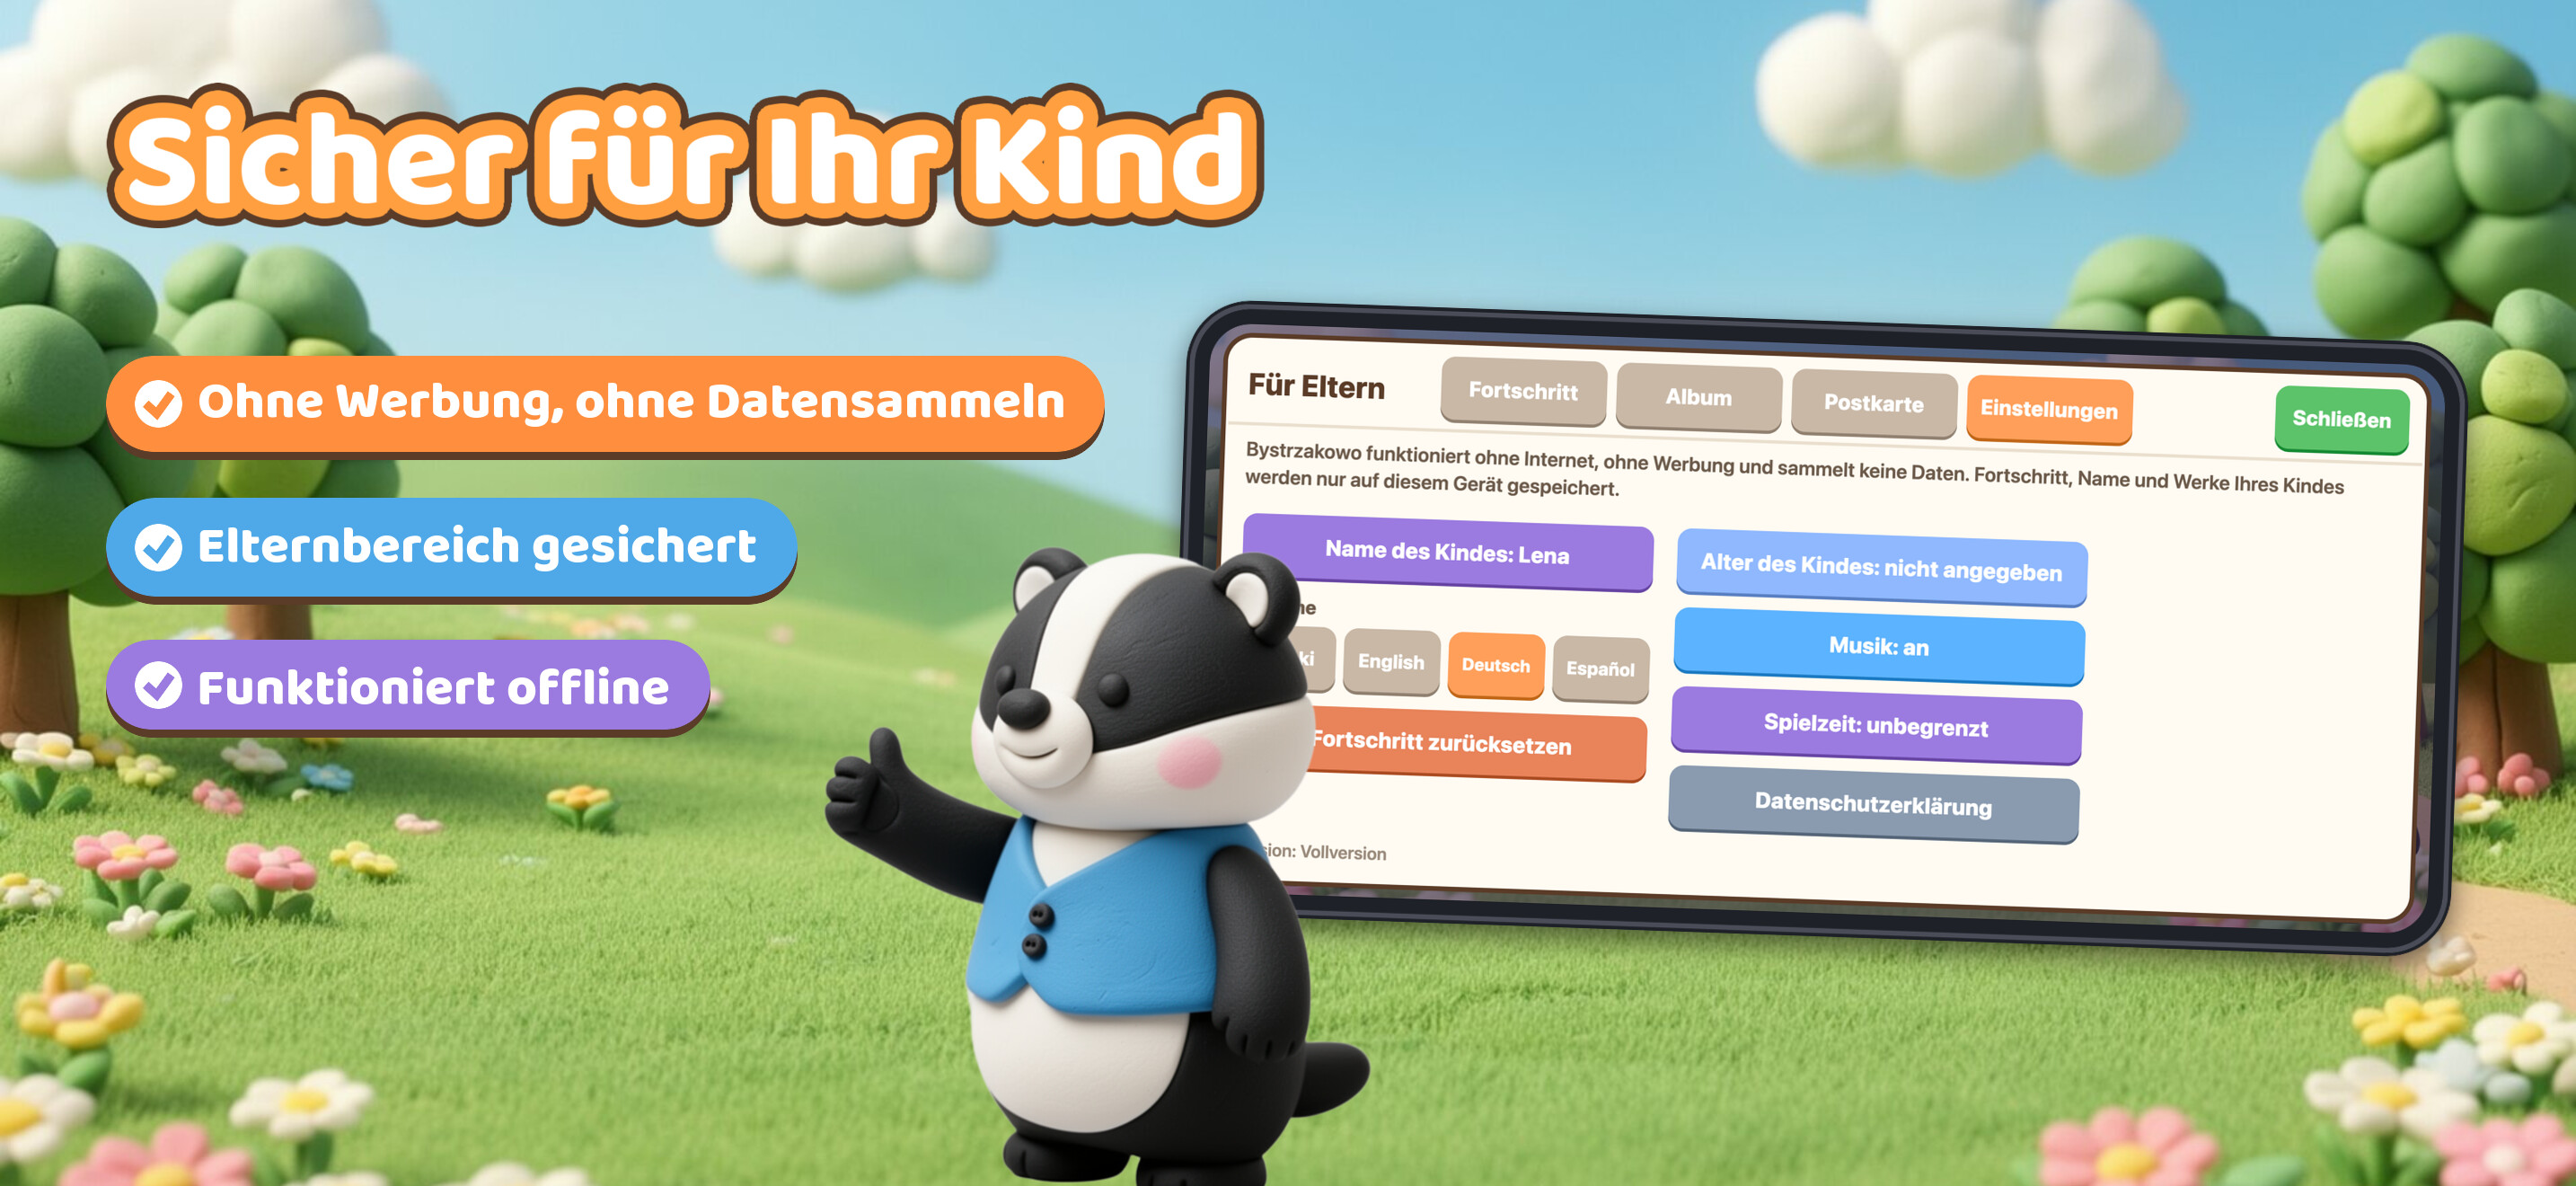 Sicher für Ihr Kind
Ohne Werbung, ohne Datensammeln
Elternbereich gesichert
Funktioniert offline
Für Eltern
Fortschritt
Album
Postkarte
Einstellungen
Schließen
Bystrzakowo funktioniert ohne Internet, ohne Werbung und sammelt keine Daten. Fortschritt, Name und Werke Ihres Kindes
werden nur auf diesem Gerät gespeichert.
Name des Kindes: Lena
Alter des Kindes: nicht angegeben
English
Deutsch
Español
Musik: an
Fortschritt zurücksetzen
Spielzeit: unbegrenzt
Datenschutzerklärung
Vollversion